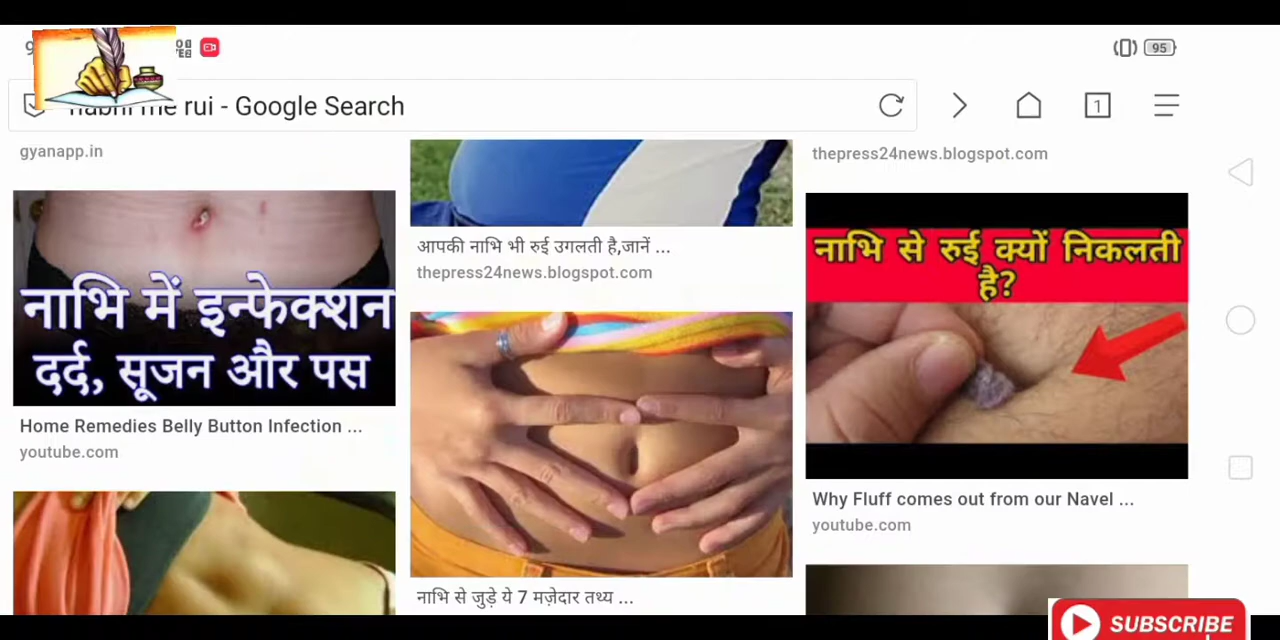 95
nabhi me rui - Google Search
1
gyanapp.in
thepress24news.blogspot.com
नाभि में इन्फेक्शन
दर्द, सूजन और पस
Home Remedies Belly Button Infection ...
youtube.com
आपकी नाभि भी रुई उगलती है,जानें ...
thepress24news.blogspot.com
नाभि से रुई क्यों निकलती
है?
Why Fluff comes out from our Navel ...
youtube.com
नाभि से जुड़े ये 7 मज़ेदार तथ्य ...
SUBSCRIBE